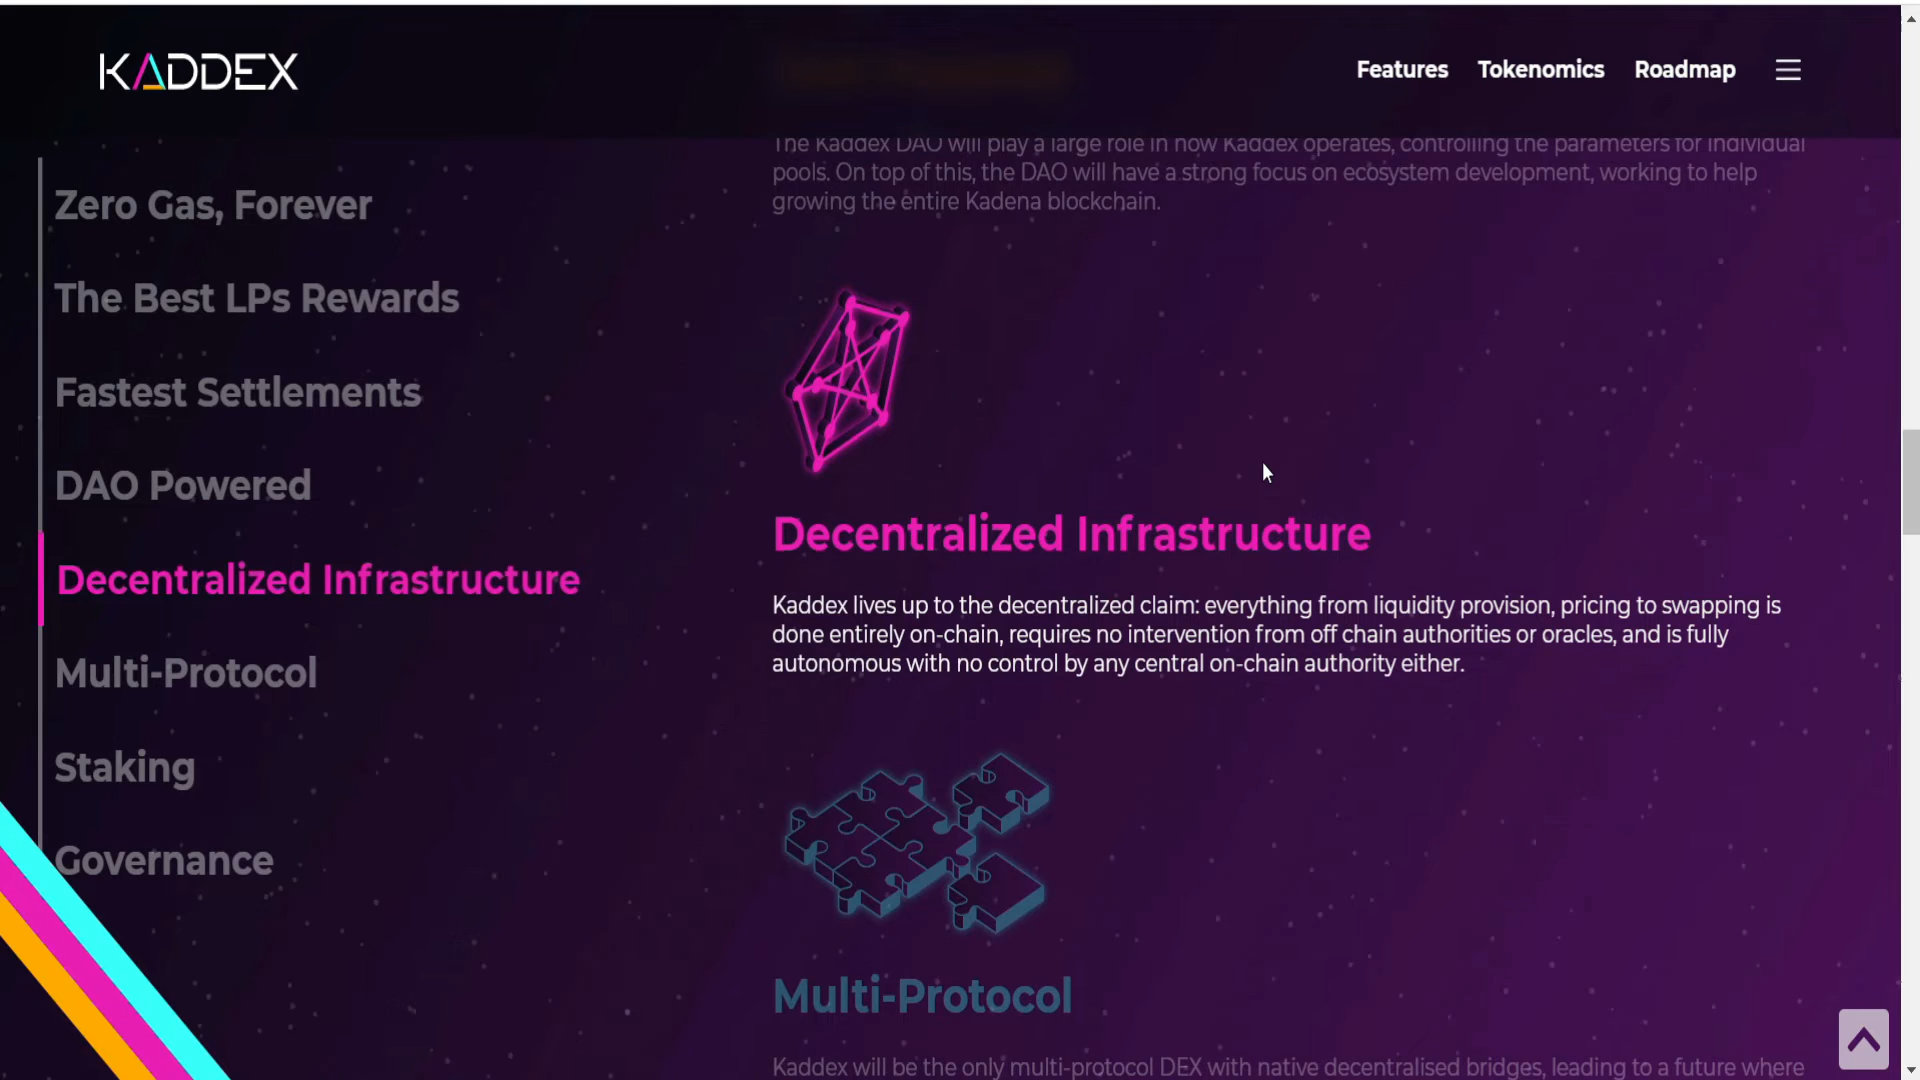 KADDEX
Features
Tokenomics
Roadmap
Zero Gas, Forever
The Best LPs Rewards
Fastest Settlements
DAO Powered
Decentralized Infrastructure
Multi-Protocol
Staking
Governance
The Kaddex DAO will play a large role in how Kaddex operates, controlling the parameters for individual
pools. On top of this, the DAO will have a strong focus on ecosystem development, working to help
growing the entire Kadena blockchain.
Decentralized Infrastructure
Kaddex lives up to the decentralized claim: everything from liquidity provision, pricing to swapping is
done entirely on-chain, requires no intervention from off chain authorities or oracles, and is fully
autonomous with no control by any central on-chain authority either.
Multi-Protocol
Kaddex will be the only multi-protocol DEX with native decentralised bridges, leading to a future where